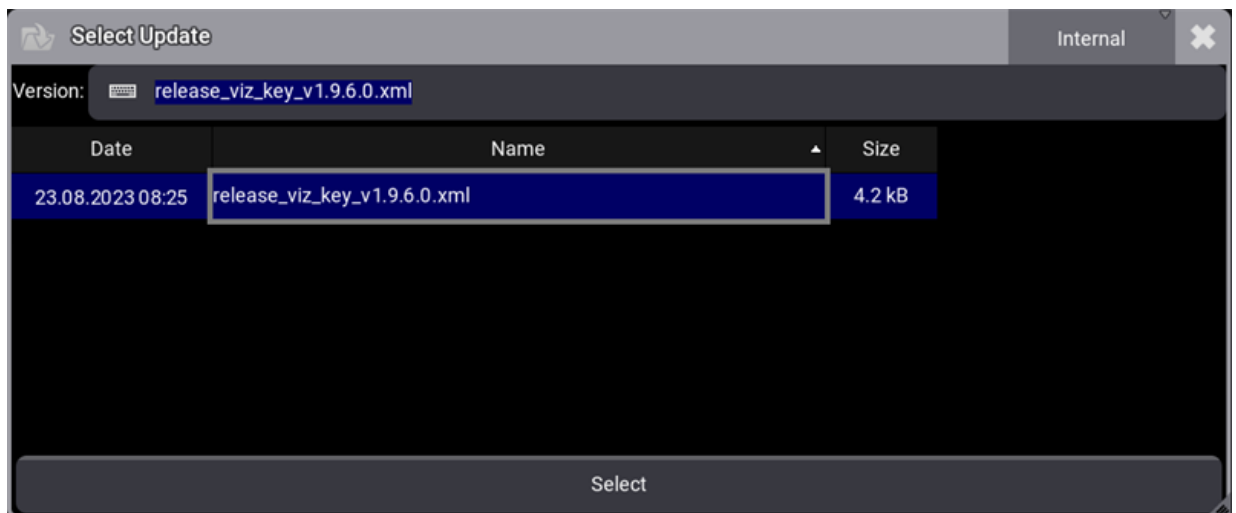 Select Update Internal
Version: release_viz_key_v1.9.6.0.xml
Date Name Size
23.08.2023 08:25 release_viz_key_v1.9.6.0.xml 4.2 kB
Select